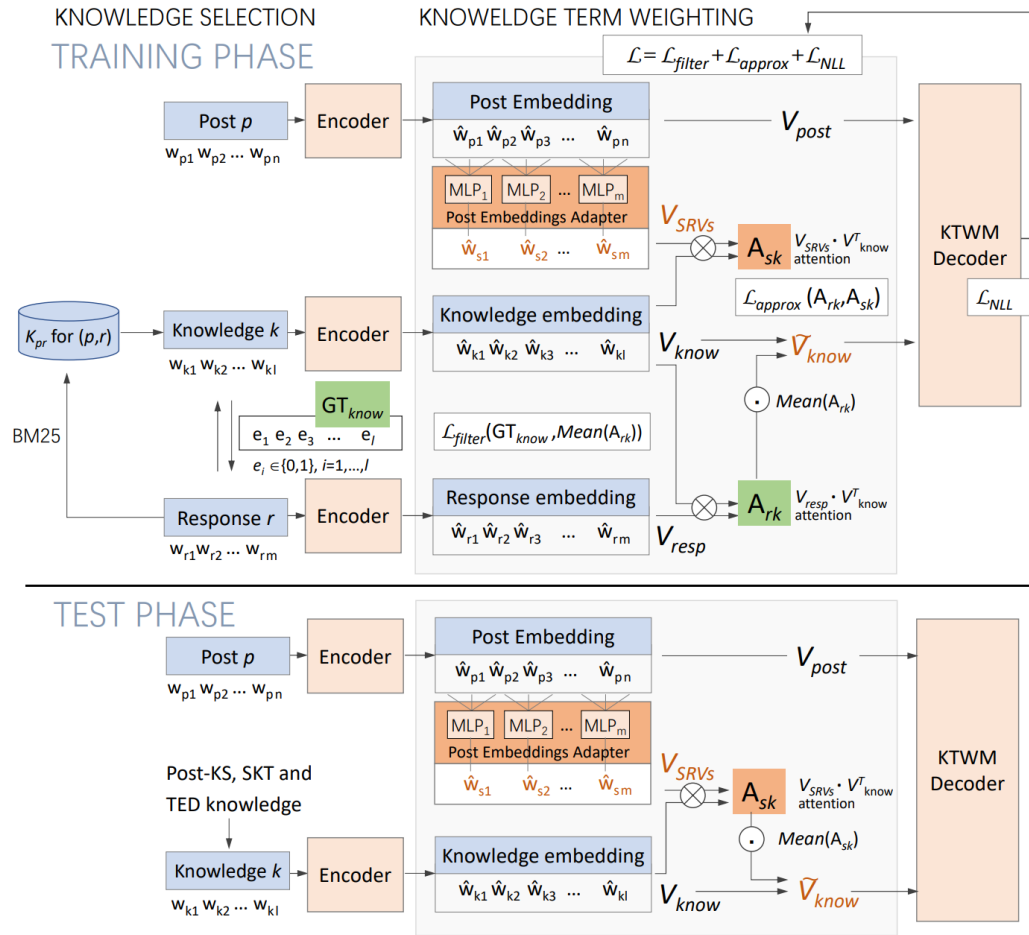 KNOWLEDGE SELECTION
KNOWELDGE TERM WEIGHTING
TRAINING PHASE
ℒ = ℒfilter + ℒapprox + ℒNLL
Post p
wp1 wp2 ... wpn
Encoder
Post Embedding
ŵp1 ŵp2 ŵp3 ... ŵpn
MLP1 MLP2 ... MLPm
Post Embeddings Adapter
ŵs1 ŵs2 ... ŵsm
Vpost
VSRVs
Ask
VSRVs · VTknow
attention
ℒapprox (Ark,Ask)
KTWM
Decoder
ℒNLL
Kpr for (p,r)
Knowledge k
wk1 wk2 ... wkl
Encoder
Knowledge embedding
ŵk1 ŵk2 ŵk3 ... ŵkl
Vknow
Ṽknow
Mean(Ark)
BM25
GTknow
e1 e2 e3 ... el
ei ∈{0,1}, i=1,...,l
ℒfilter(GTknow,Mean(Ark))
Response r
wr1 wr2 ... wrm
Encoder
Response embedding
ŵr1 ŵr2 ŵr3 ... ŵrm
Vresp
Ark
Vresp · VTknow
attention
TEST PHASE
Post p
wp1 wp2 ... wpn
Encoder
Post Embedding
ŵp1 ŵp2 ŵp3 ... ŵpn
MLP1 MLP2 ... MLPm
Post Embeddings Adapter
ŵs1 ŵs2 ... ŵsm
Vpost
VSRVs
Ask
VSRVs · VTknow
attention
Mean(Ask)
KTWM
Decoder
Post-KS, SKT and
TED knowledge
Knowledge k
wk1 wk2 ... wkl
Encoder
Knowledge embedding
ŵk1 ŵk2 ŵk3 ... ŵkl
Vknow
Ṽknow